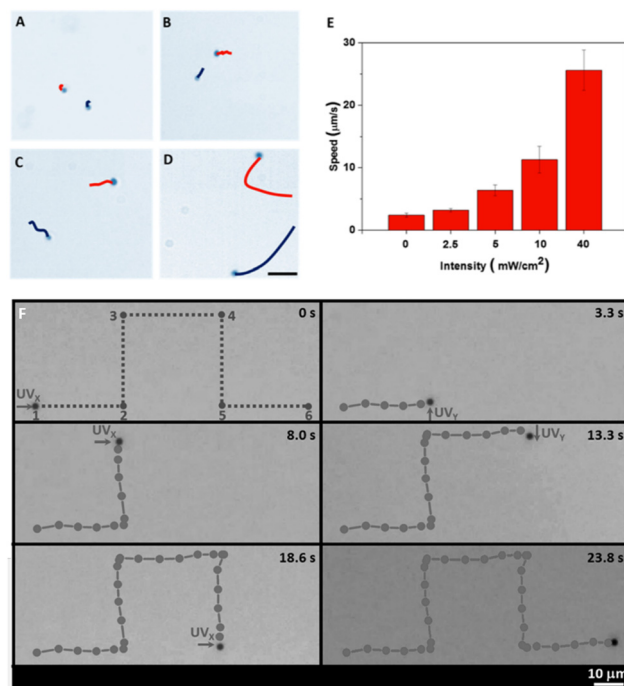 A
B
C
D
E
30
20
10
0
Speed (μm/s)
0 2.5 5 10 40
Intensity ( mW/cm²)
F
0 s
3 4
UVX
1 2 5 6
3.3 s
UVY
8.0 s
UVX
13.3 s
UVY
18.6 s
UVX
23.8 s
10 μm